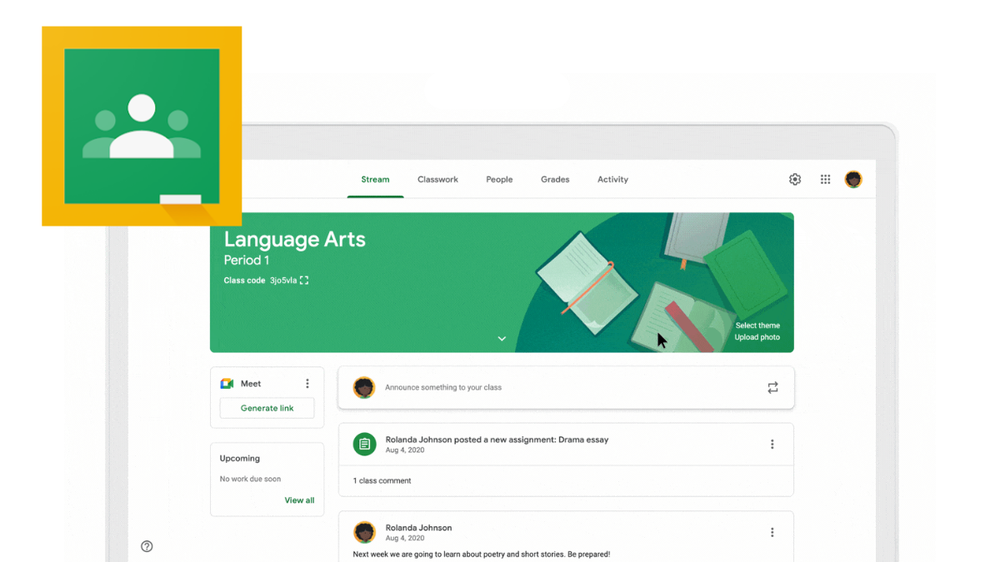 Stream Classwork People Grades Activity
Language Arts
Period 1
Class code 3jo5vla
Select theme
Upload photo
Meet
Generate link
Upcoming
No work due soon
View all
Announce something to your class
Rolanda Johnson posted a new assignment: Drama essay
Aug 4, 2020
1 class comment
Rolanda Johnson
Aug 4, 2020
Next week we are going to learn about poetry and short stories. Be prepared!